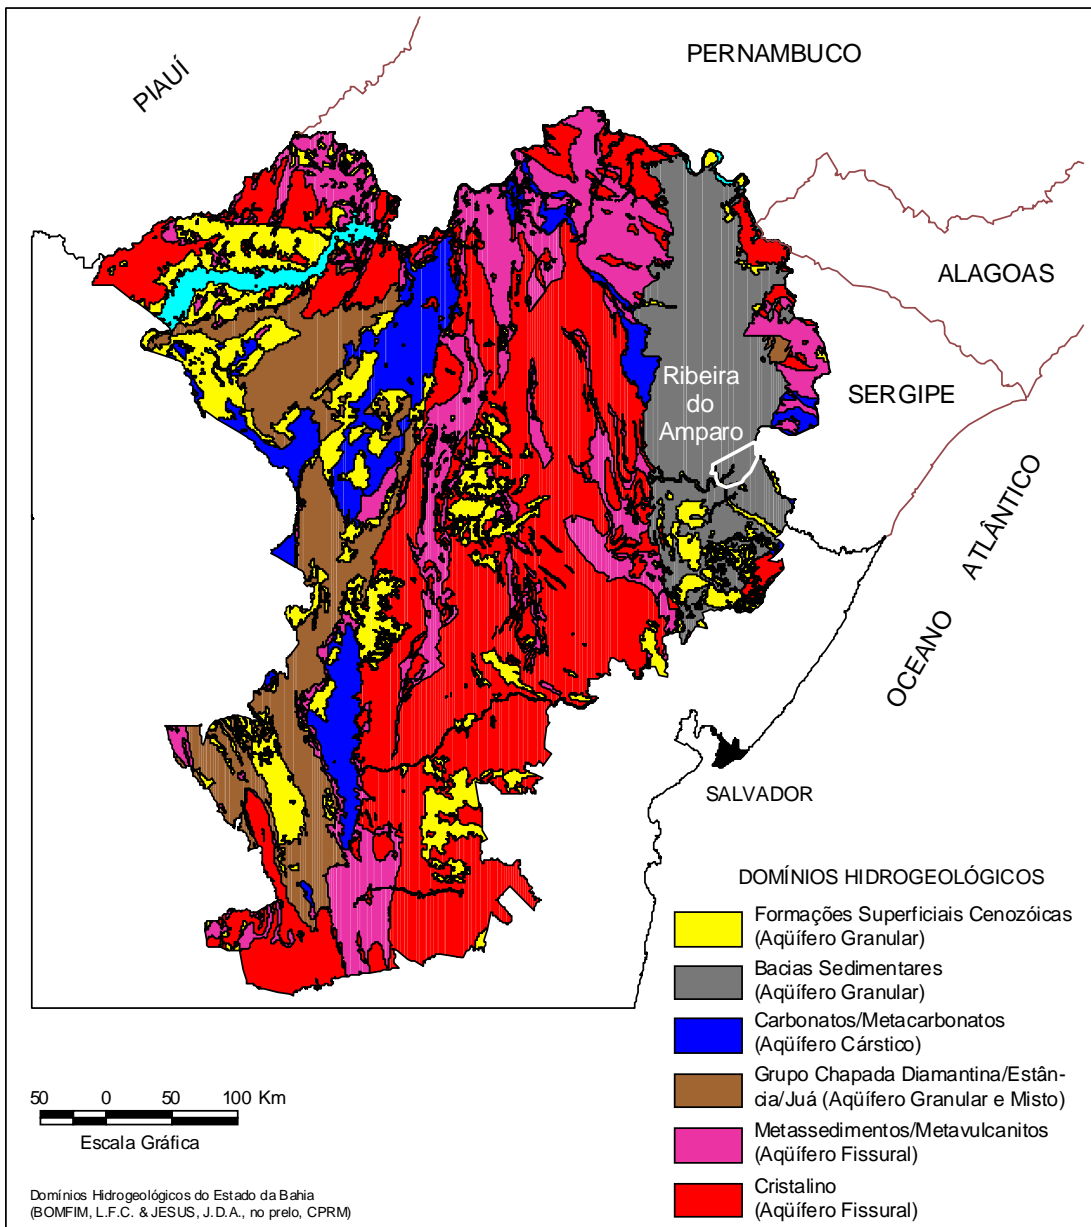 PERNAMBUCO
PIAUÍ
ALAGOAS
SERGIPE
Ribeira
do
Amparo
OCEANO ATLÂNTICO
SALVADOR
DOMÍNIOS HIDROGEOLÓGICOS
Formações Superficiais Cenozóicas
(Aqüífero Granular)
Bacias Sedimentares
(Aqüífero Granular)
Carbonatos/Metacarbonatos
(Aqüífero Cárstico)
Grupo Chapada Diamantina/Estân-
cia/Juá (Aqüífero Granular e Misto)
Metassedimentos/Metavulcanitos
(Aqüífero Fissural)
Cristalino
(Aqüífero Fissural)
50 0 50 100 Km
Escala Gráfica
Domínios Hidrogeológicos do Estado da Bahia
(BOMFIM, L.F.C. & JESUS, J.D.A., no prelo, CPRM)